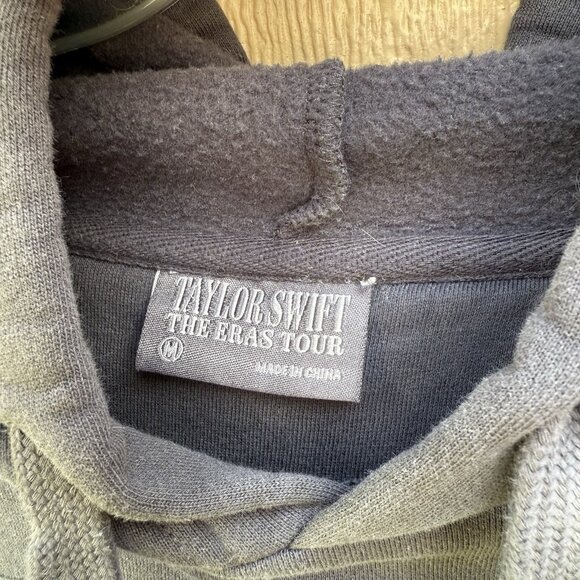 TAYLOR SWIFT
THE ERAS TOUR
M
MADE IN CHINA